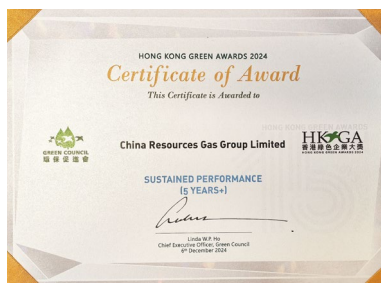 HONG KONG GREEN AWARDS 2024
Certificate of Award
This Certificate is Awarded to
GREEN COUNCIL
環保促進會
China Resources Gas Group Limited
HKGA
香港綠色企業大獎
HONG KONG GREEN AWARDS 2024
SUSTAINED PERFORMANCE
(5 YEARS+)
Linda W.P. Ho
Chief Executive Officer, Green Council
6th December 2024